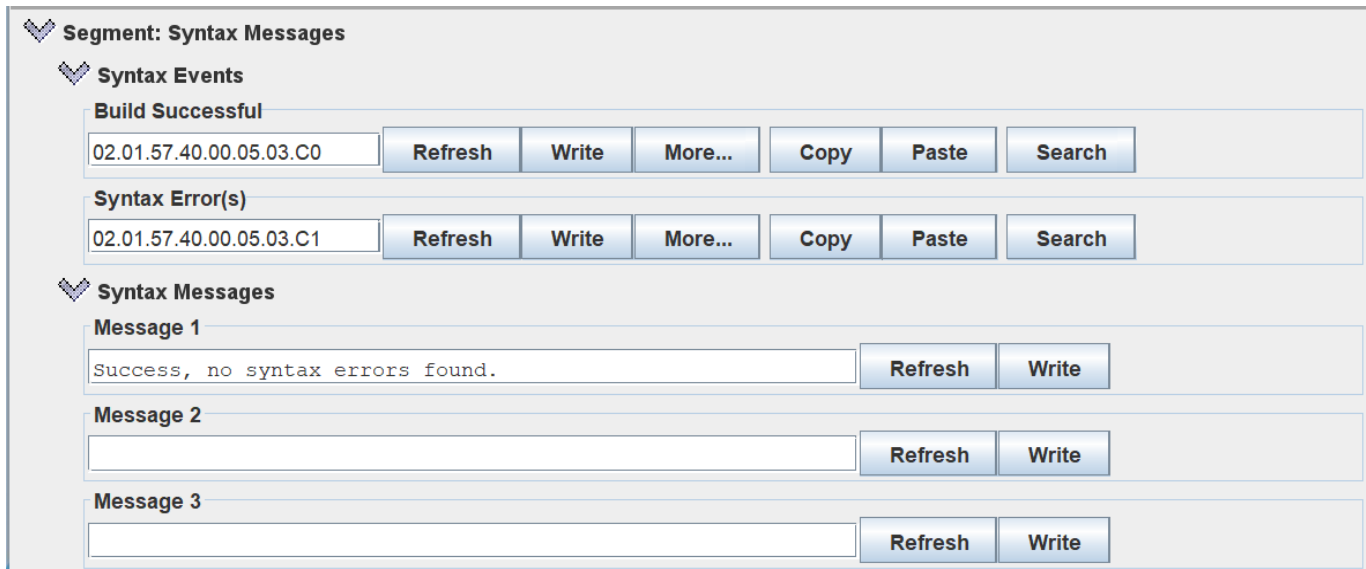 Segment: Syntax Messages
Syntax Events
Build Successful
02.01.57.40.00.05.03.C0 Refresh Write More... Copy Paste Search
Syntax Error(s)
02.01.57.40.00.05.03.C1 Refresh Write More... Copy Paste Search
Syntax Messages
Message 1
Success, no syntax errors found. Refresh Write
Message 2
Refresh Write
Message 3
Refresh Write